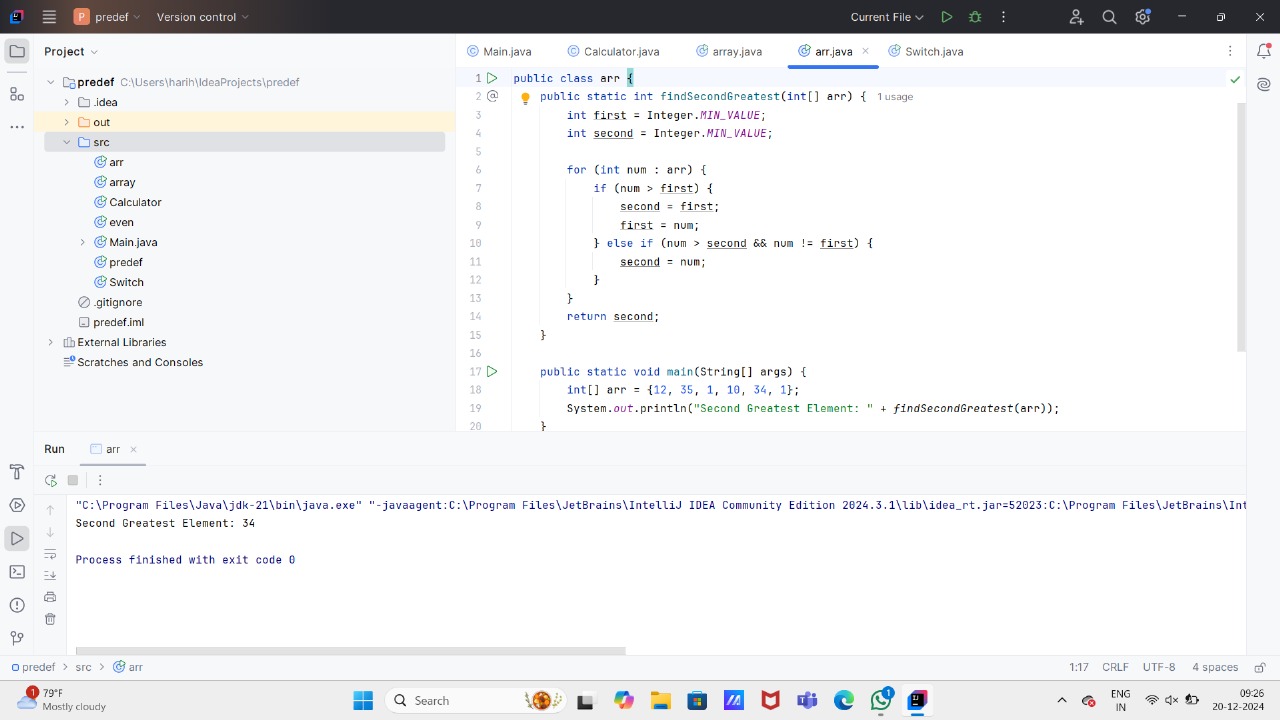 P predef Version control Current File
Project Main.java Calculator.java array.java arr.java Switch.java
predef C:\Users\harih\IdeaProjects\predef
.idea
out
src
arr
array
Calculator
even
Main.java
predef
Switch
.gitignore
predef.iml
External Libraries
Scratches and Consoles
1 public class arr {
2 public static int findSecondGreatest(int[] arr) { 1 usage
3 int first = Integer.MIN_VALUE;
4 int second = Integer.MIN_VALUE;
5
6 for (int num : arr) {
7 if (num > first) {
8 second = first;
9 first = num;
10 } else if (num > second && num != first) {
11 second = num;
12 }
13 }
14 return second;
15 }
16
17 public static void main(String[] args) {
18 int[] arr = {12, 35, 1, 10, 34, 1};
19 System.out.println("Second Greatest Element: " + findSecondGreatest(arr));
20 }
Run arr
"C:\Program Files\Java\jdk-21\bin\java.exe" "-javaagent:C:\Program Files\JetBrains\IntelliJ IDEA Community Edition 2024.3.1\lib\idea_rt.jar=52023:C:\Program Files\JetBrains\Int
Second Greatest Element: 34
Process finished with exit code 0
predef > src > arr 1:17 CRLF UTF-8 4 spaces
1 79°F
Mostly cloudy
Search
1
ENG
IN
09:26
20-12-2024